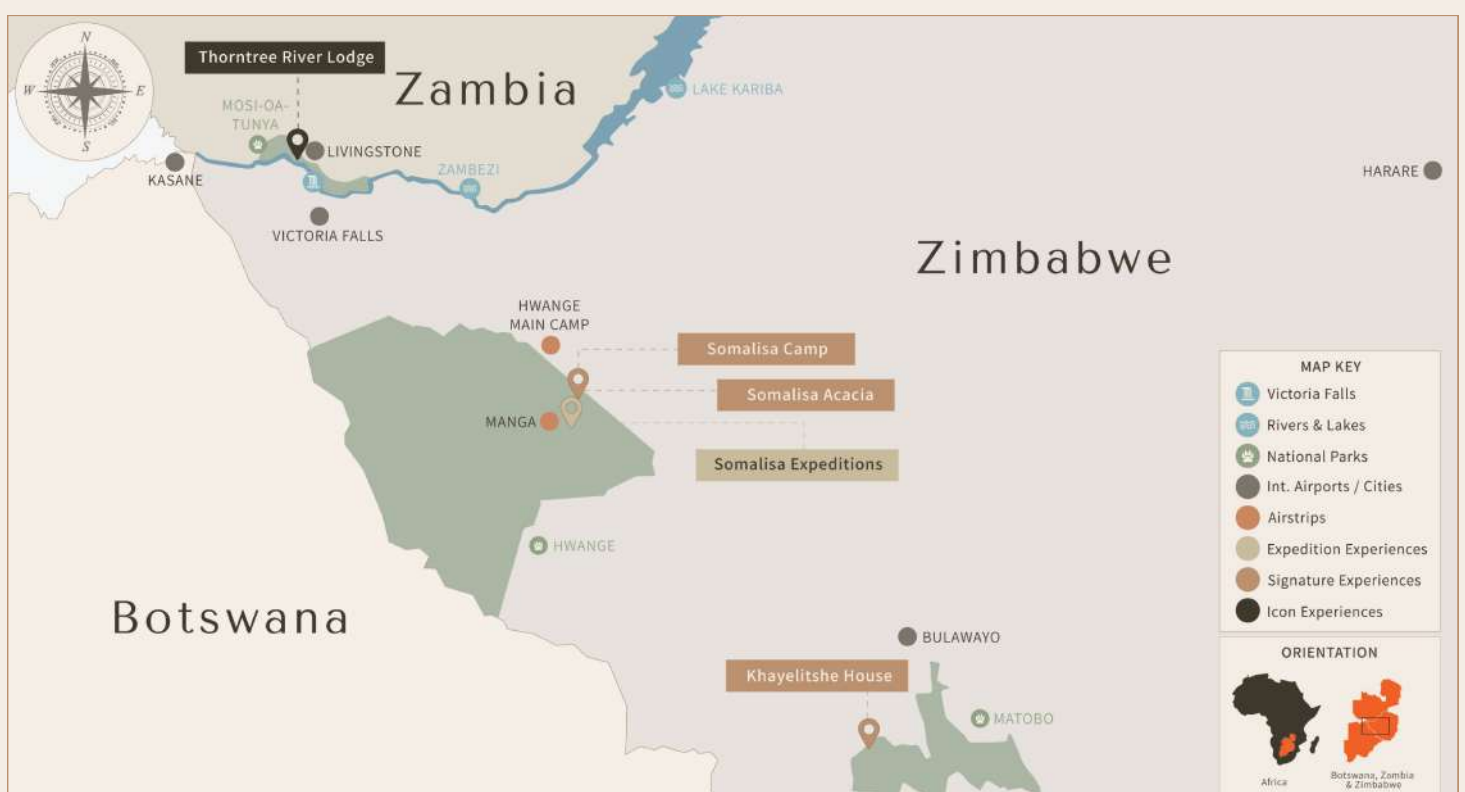 N
W
E
S
Thorntree River Lodge
Zambia
MOSI-OA-
TUNYA
LIVINGSTONE
KASANE
ZAMBEZI
LAKE KARIBA
VICTORIA FALLS
HARARE
Zimbabwe
HWANGE
MAIN CAMP
Somalisa Camp
Somalisa Acacia
MANGA
Somalisa Expeditions
HWANGE
Botswana
BULAWAYO
Khayelitshe House
MATOBO
MAP KEY
Victoria Falls
Rivers & Lakes
National Parks
Int. Airports / Cities
Airstrips
Expedition Experiences
Signature Experiences
Icon Experiences
ORIENTATION
Africa
Botswana, Zambia
& Zimbabwe